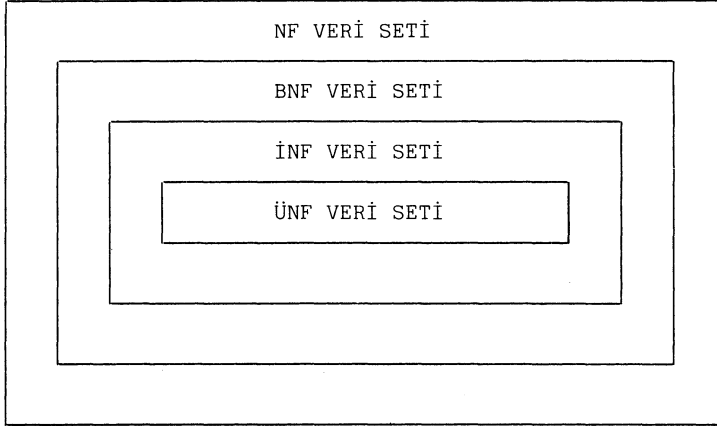 NF VERİ SETİ
BNF VERİ SETİ
İNF VERİ SETİ
ÜNF VERİ SETİ